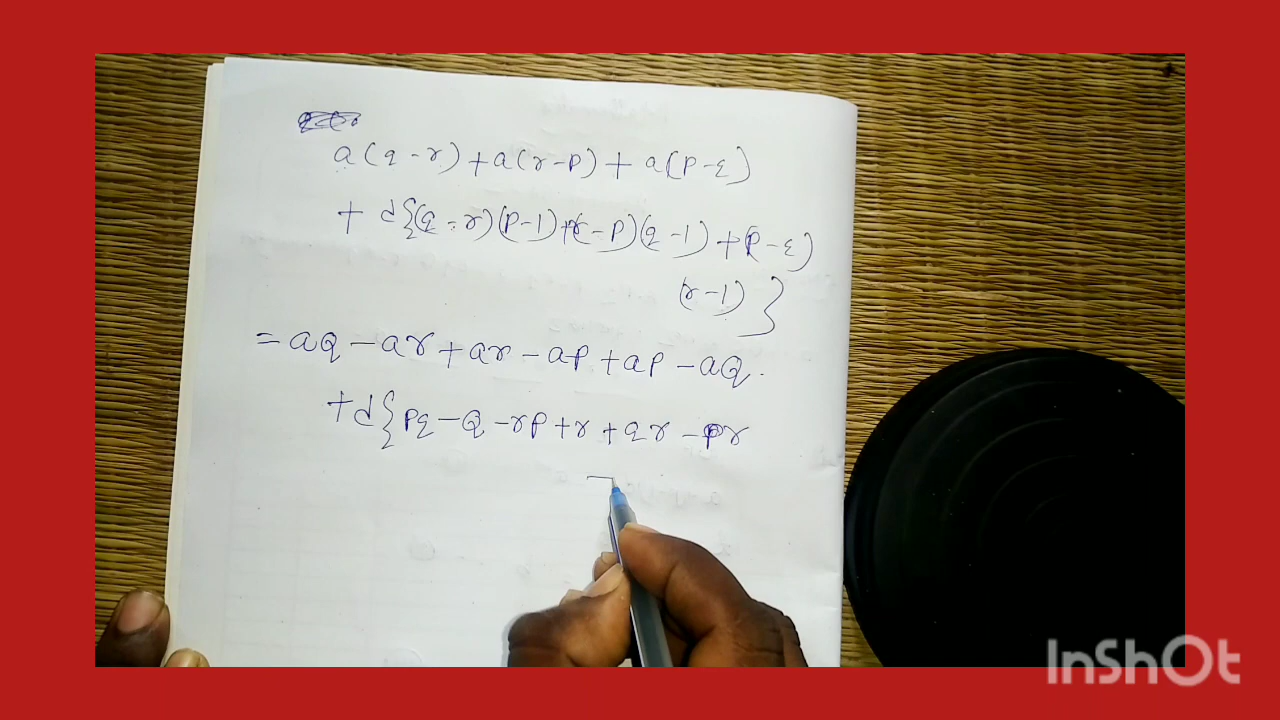 a(q-r)+a(r-p)+a(p-q)
+ d{(q-r)(p-1)+(r-p)(q-1)+(p-q)
(r-1)}
= aq-ar+ar-ap+ap-aq.
+d{pq-q-rp+r+qr-pr
InShOt